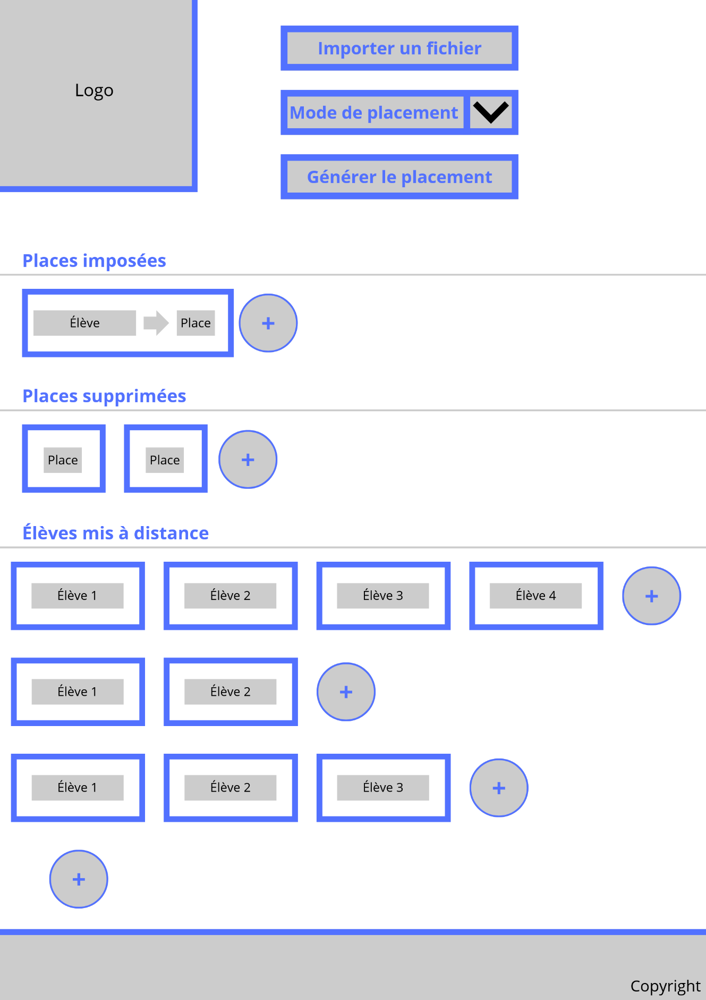 Logo
Importer un fichier
Mode de placement
Générer le placement
Places imposées
Élève Place +
Places supprimées
Place Place +
Élèves mis à distance
Élève 1 Élève 2 Élève 3 Élève 4 +
Élève 1 Élève 2 +
Élève 1 Élève 2 Élève 3 +
+
Copyright